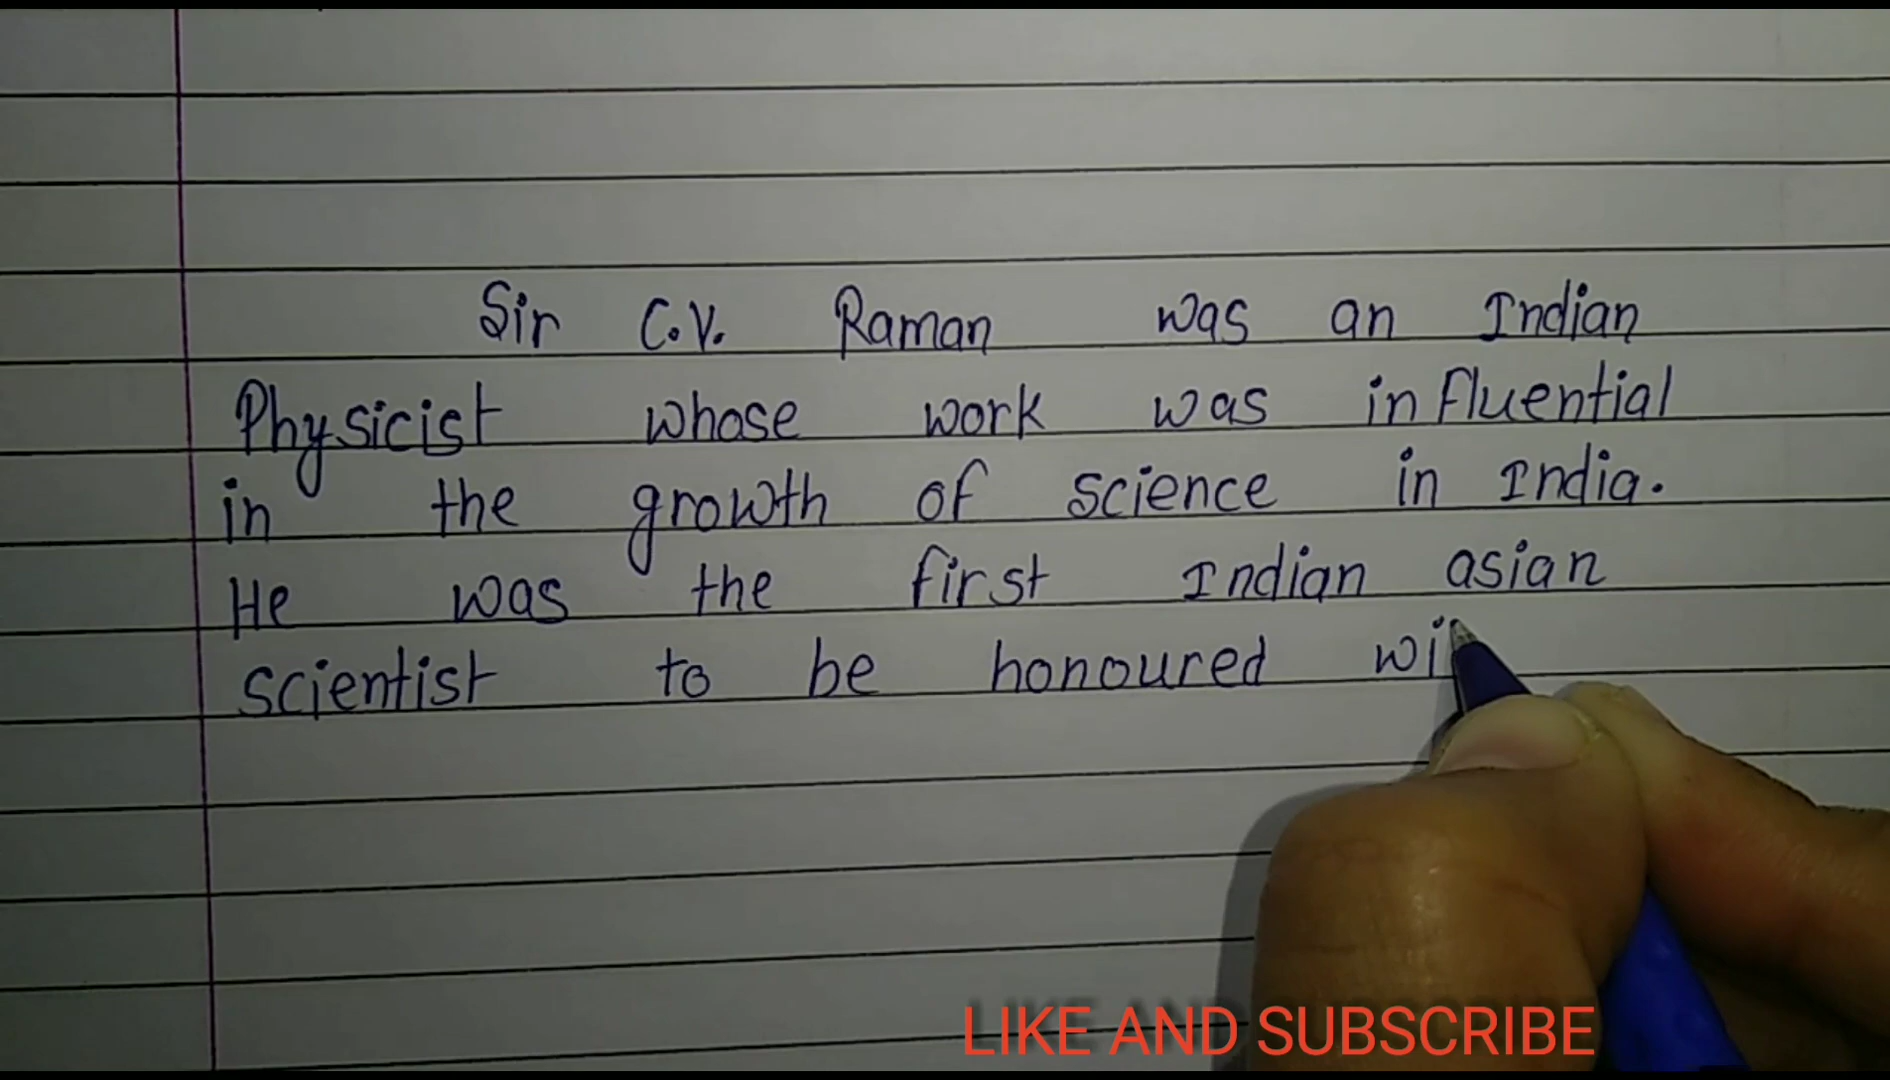 Sir C.V. Raman was an Indian
Physicist whose work was influential
in the growth of science in India.
He was the first Indian asian
scientist to be honoured wi
LIKE AND SUBSCRIBE